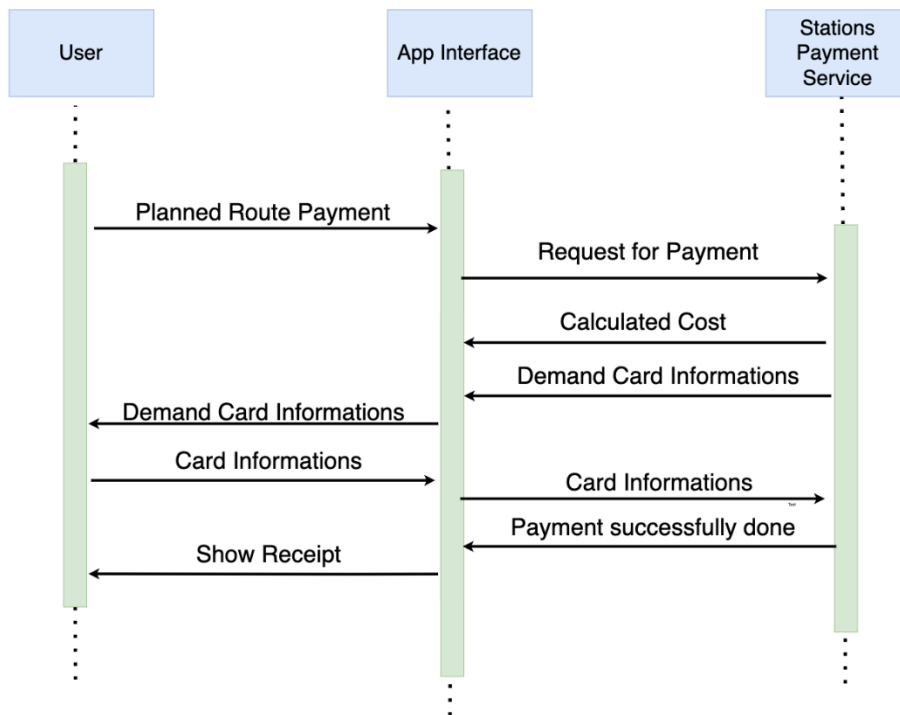 User
App Interface
Stations
Payment
Service
Planned Route Payment
Request for Payment
Calculated Cost
Demand Card Informations
Demand Card Informations
Card Informations
Card Informations
Text
Payment successfully done
Show Receipt